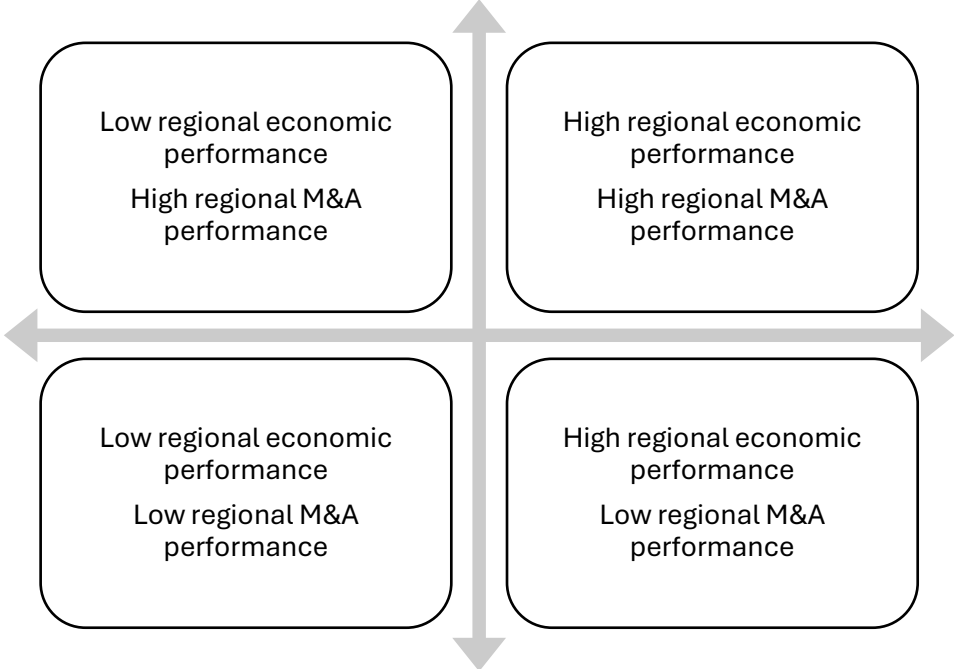 Low regional economic
performance
High regional M&A
performance
High regional economic
performance
High regional M&A
performance
Low regional economic
performance
Low regional M&A
performance
High regional economic
performance
Low regional M&A
performance